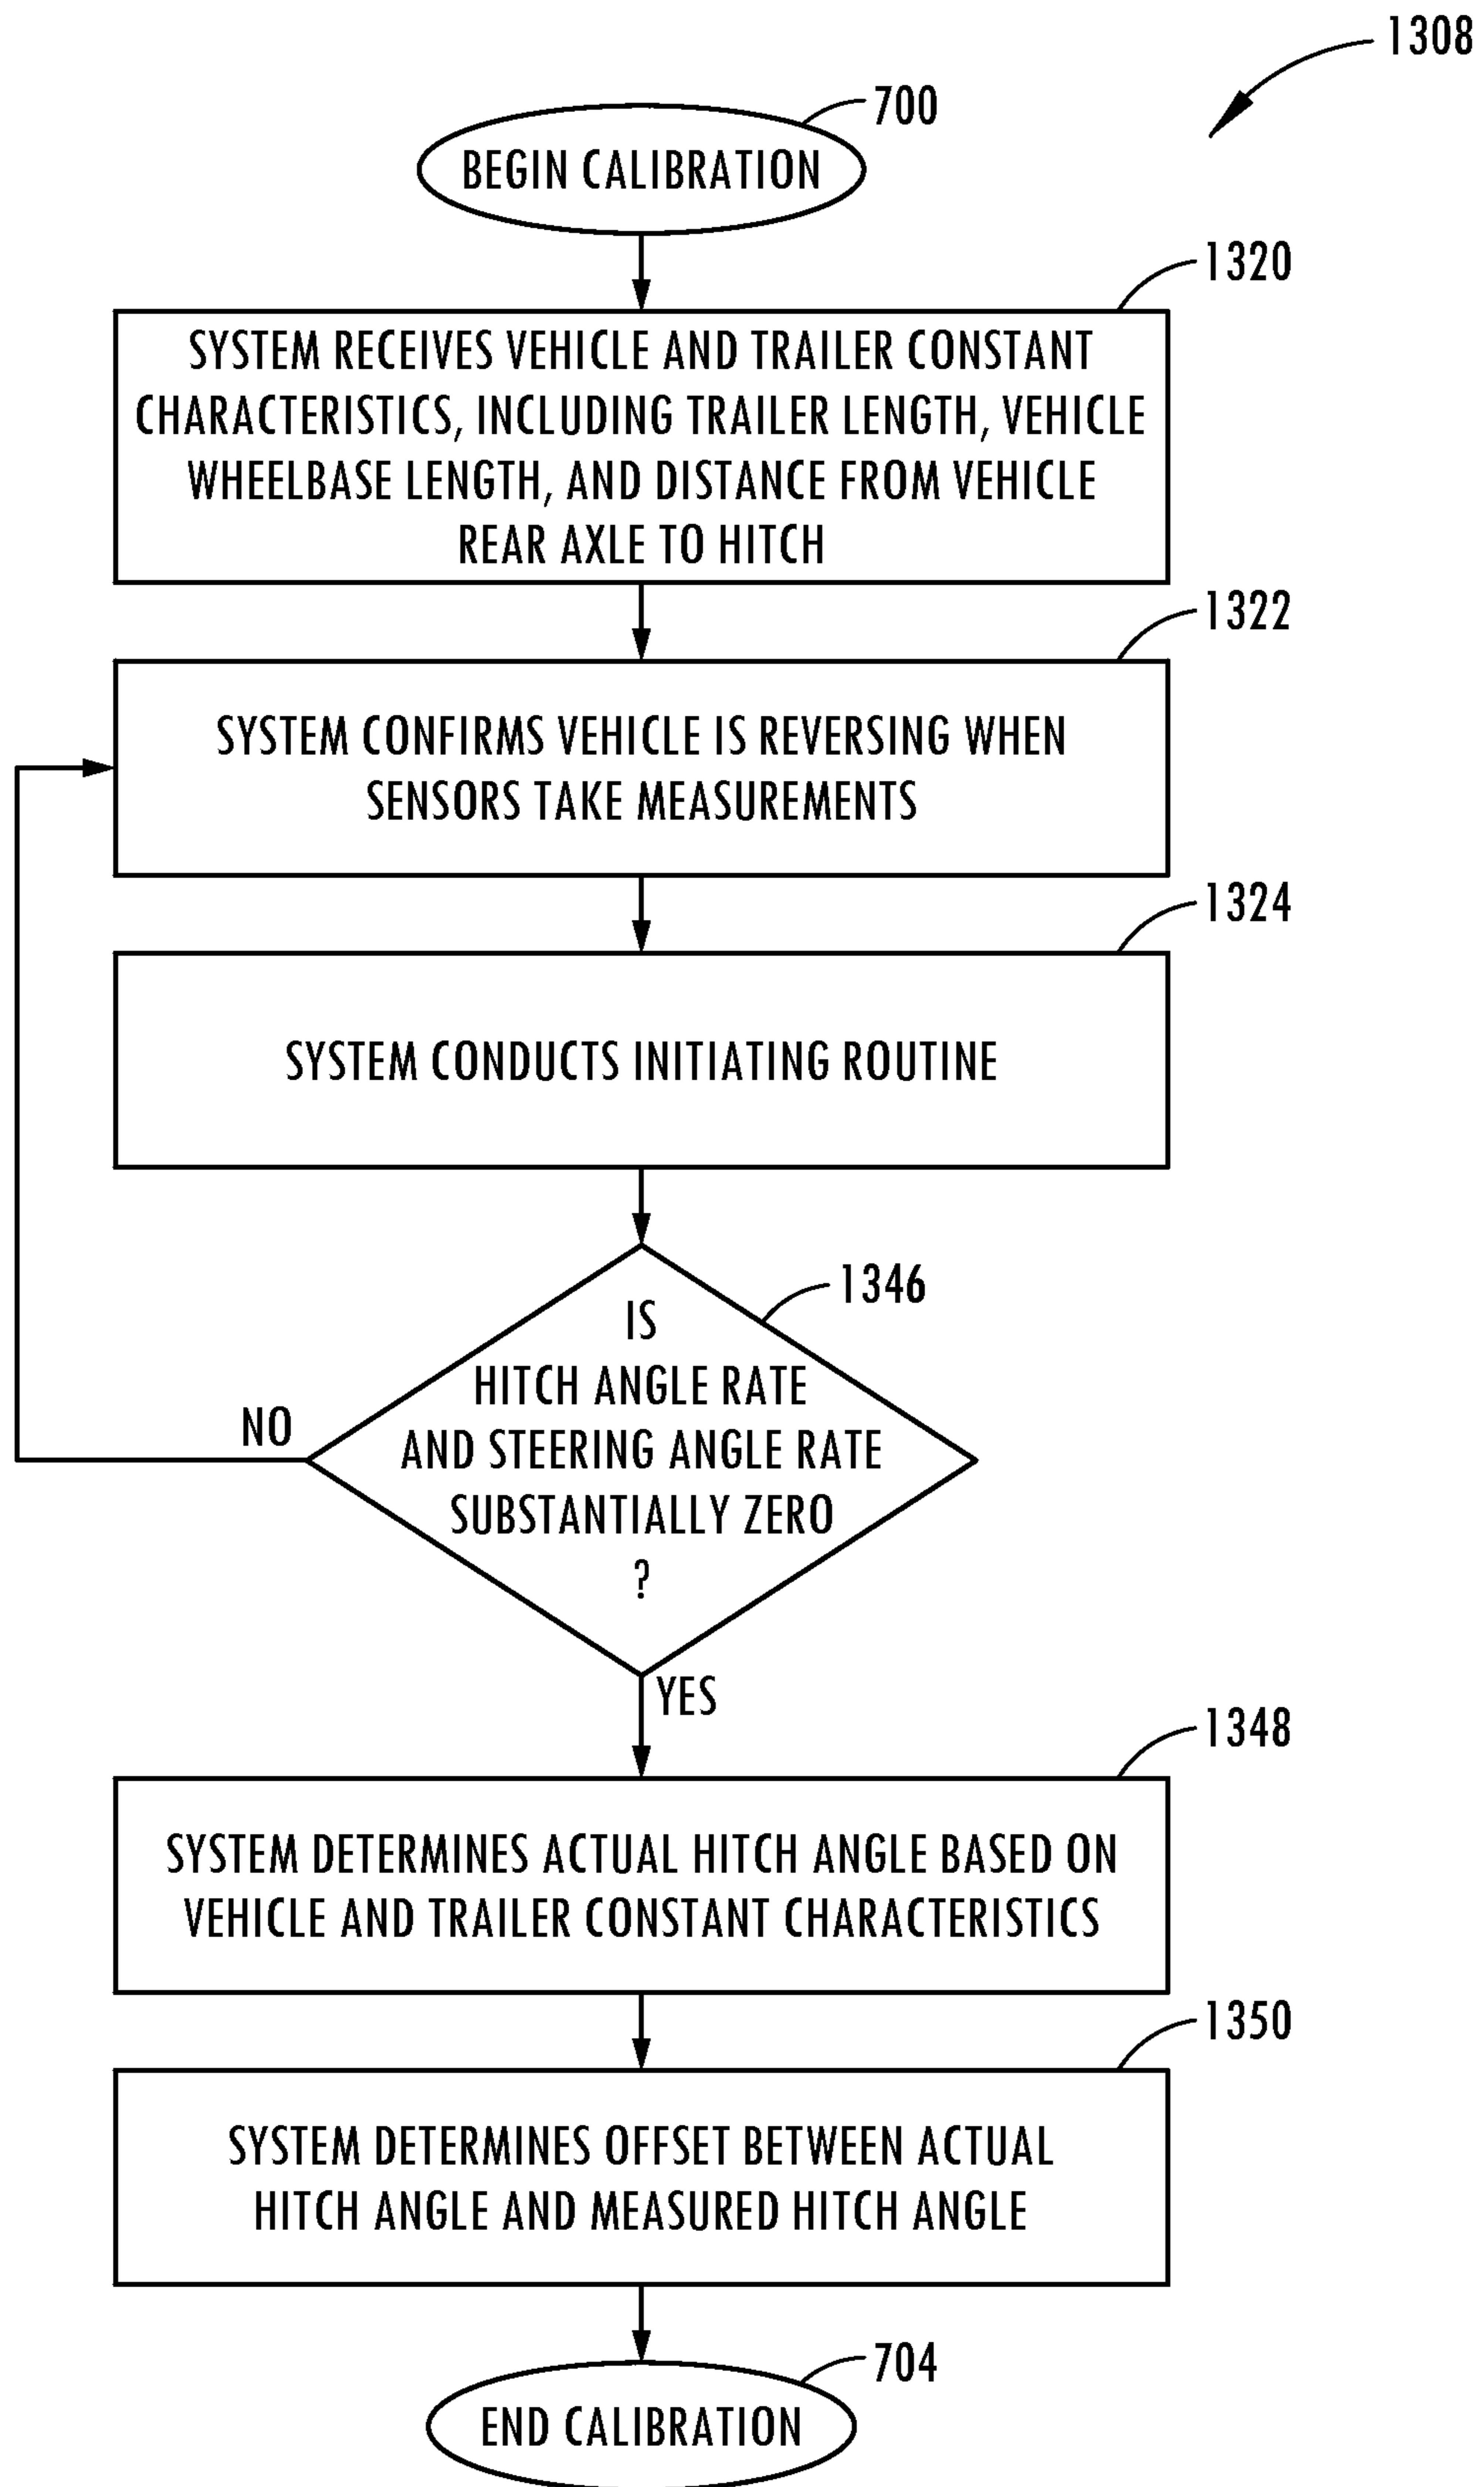 1308
700
BEGIN CALIBRATION
1320
SYSTEM RECEIVES VEHICLE AND TRAILER CONSTANT
CHARACTERISTICS, INCLUDING TRAILER LENGTH, VEHICLE
WHEELBASE LENGTH, AND DISTANCE FROM VEHICLE
REAR AXLE TO HITCH
1322
SYSTEM CONFIRMS VEHICLE IS REVERSING WHEN
SENSORS TAKE MEASUREMENTS
1324
SYSTEM CONDUCTS INITIATING ROUTINE
1346
IS
HITCH ANGLE RATE
AND STEERING ANGLE RATE
SUBSTANTIALLY ZERO
?
NO
YES
1348
SYSTEM DETERMINES ACTUAL HITCH ANGLE BASED ON
VEHICLE AND TRAILER CONSTANT CHARACTERISTICS
1350
SYSTEM DETERMINES OFFSET BETWEEN ACTUAL
HITCH ANGLE AND MEASURED HITCH ANGLE
704
END CALIBRATION